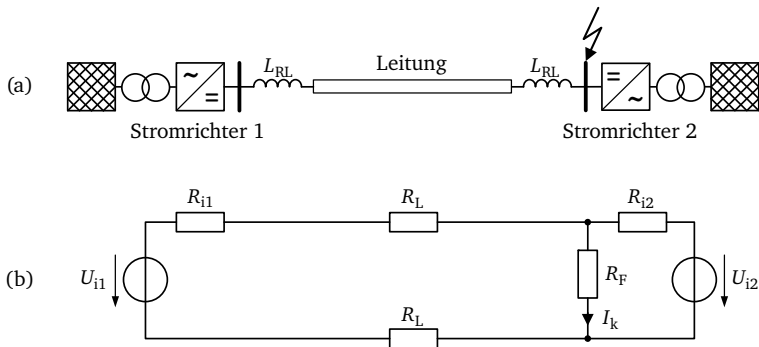 (a)
L_RL
Leitung
L_RL
~
=
=
~
Stromrichter 1
Stromrichter 2
(b)
R_i1
R_L
R_i2
U_i1
R_F
U_i2
I_k
R_L